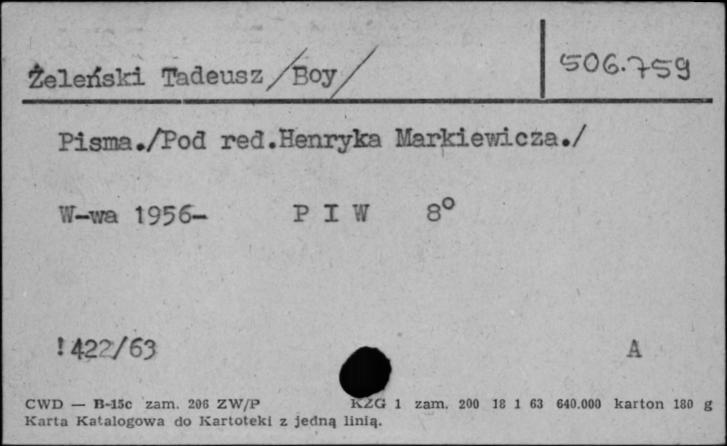 Żeleński Tadeusz /Boy/ 506.759
Pisma./Pod red.Henryka Markiewicza./
W-wa 1956- P I W 8°
!422/63 A
CWD — B-15c zam. 206 ZW/P KZG 1 zam. 200 18 1 63 640.000 karton 180 g
Karta Katalogowa do Kartoteki z jedną linią.